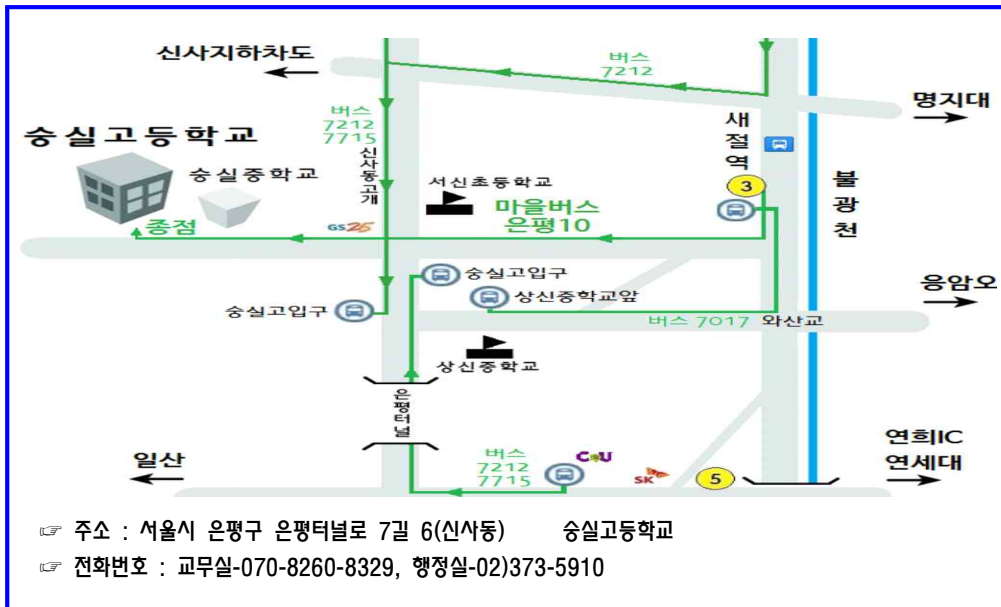 신사지하차도
버스
7212
명지대
버스
7212
7715
신사동고개
새절역
숭실고등학교
숭실중학교
서신초등학교
3
불광천
마을버스
은평10
종점
GS25
숭실고입구
상신중학교앞
숭실고입구
응암오
버스 7017
와산교
상신중학교
은평터널
연희IC
연세대
일산
버스
7212
7715
CU
SK
5
☞ 주소 : 서울시 은평구 은평터널로 7길 6(신사동) 숭실고등학교
☞ 전화번호 : 교무실-070-8260-8329, 행정실-02)373-5910